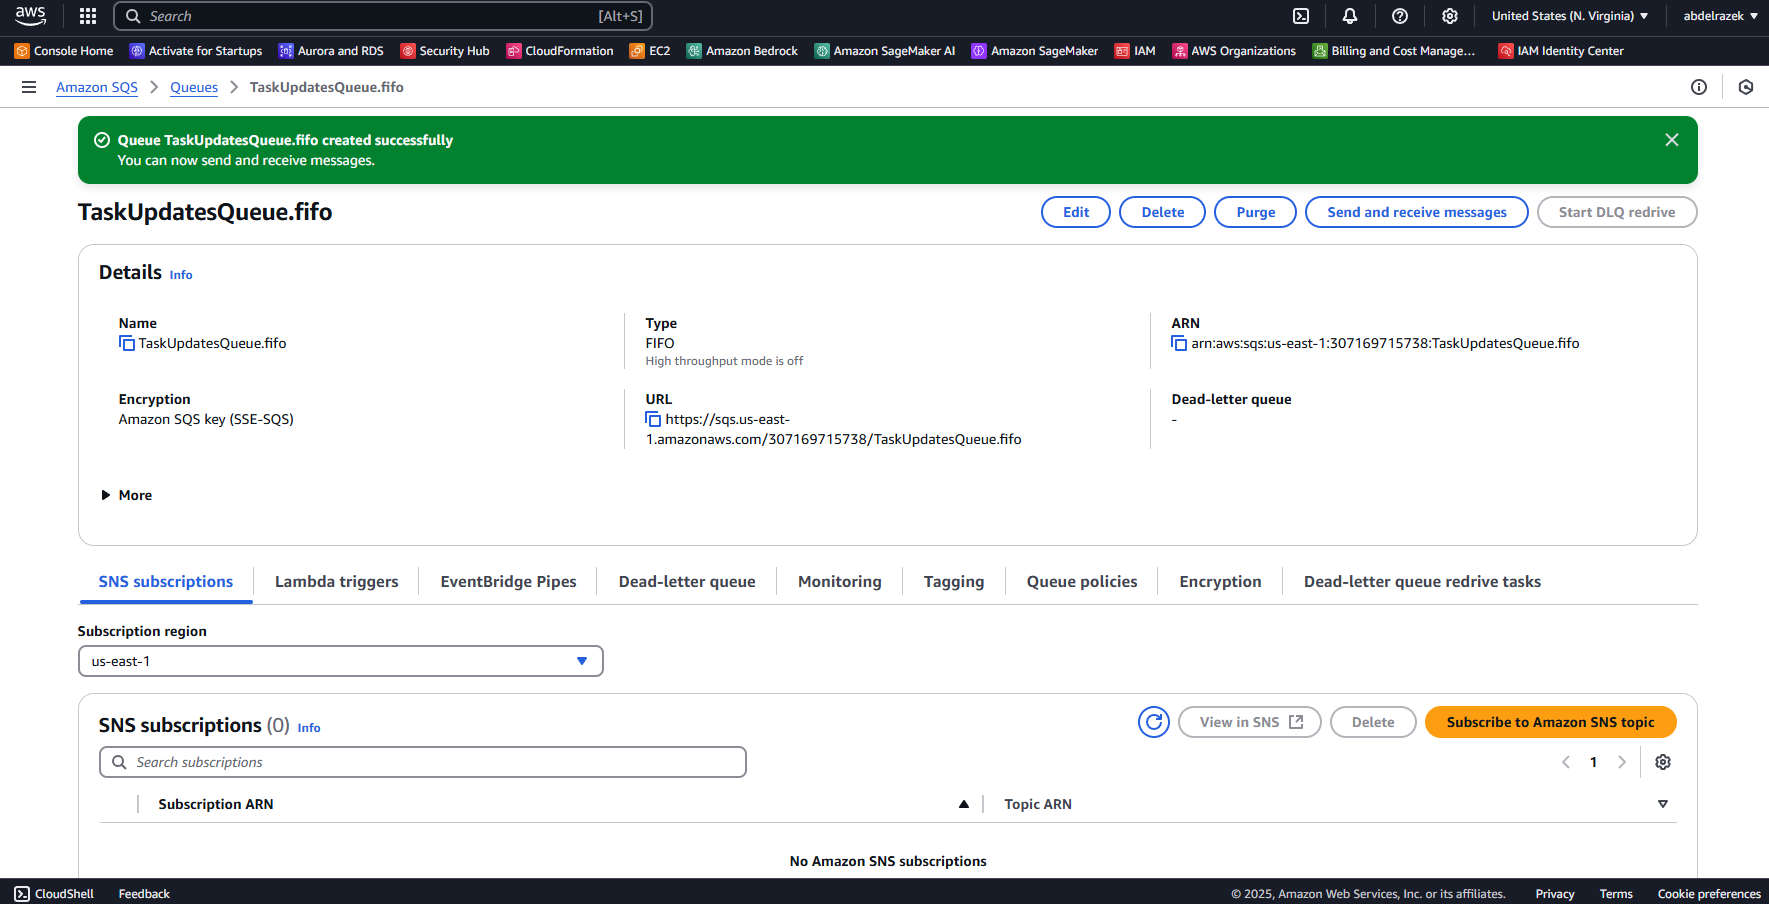 aws
Search [Alt+S]
United States (N. Virginia) ▼
abdelrazek ▼
Console Home
Activate for Startups
Aurora and RDS
Security Hub
CloudFormation
EC2
Amazon Bedrock
Amazon SageMaker AI
Amazon SageMaker
IAM
AWS Organizations
Billing and Cost Manage...
IAM Identity Center
Amazon SQS > Queues > TaskUpdatesQueue.fifo
Queue TaskUpdatesQueue.fifo created successfully
You can now send and receive messages.
TaskUpdatesQueue.fifo
Edit
Delete
Purge
Send and receive messages
Start DLQ redrive
Details Info
Name
TaskUpdatesQueue.fifo
Type
FIFO
High throughput mode is off
ARN
arn:aws:sqs:us-east-1:307169715738:TaskUpdatesQueue.fifo
Encryption
Amazon SQS key (SSE-SQS)
URL
https://sqs.us-east-
1.amazonaws.com/307169715738/TaskUpdatesQueue.fifo
Dead-letter queue
-
More
SNS subscriptions
Lambda triggers
EventBridge Pipes
Dead-letter queue
Monitoring
Tagging
Queue policies
Encryption
Dead-letter queue redrive tasks
Subscription region
us-east-1
SNS subscriptions (0) Info
View in SNS
Delete
Subscribe to Amazon SNS topic
Search subscriptions
1
Subscription ARN
Topic ARN
No Amazon SNS subscriptions
CloudShell
Feedback
© 2025, Amazon Web Services, Inc. or its affiliates.
Privacy
Terms
Cookie preferences